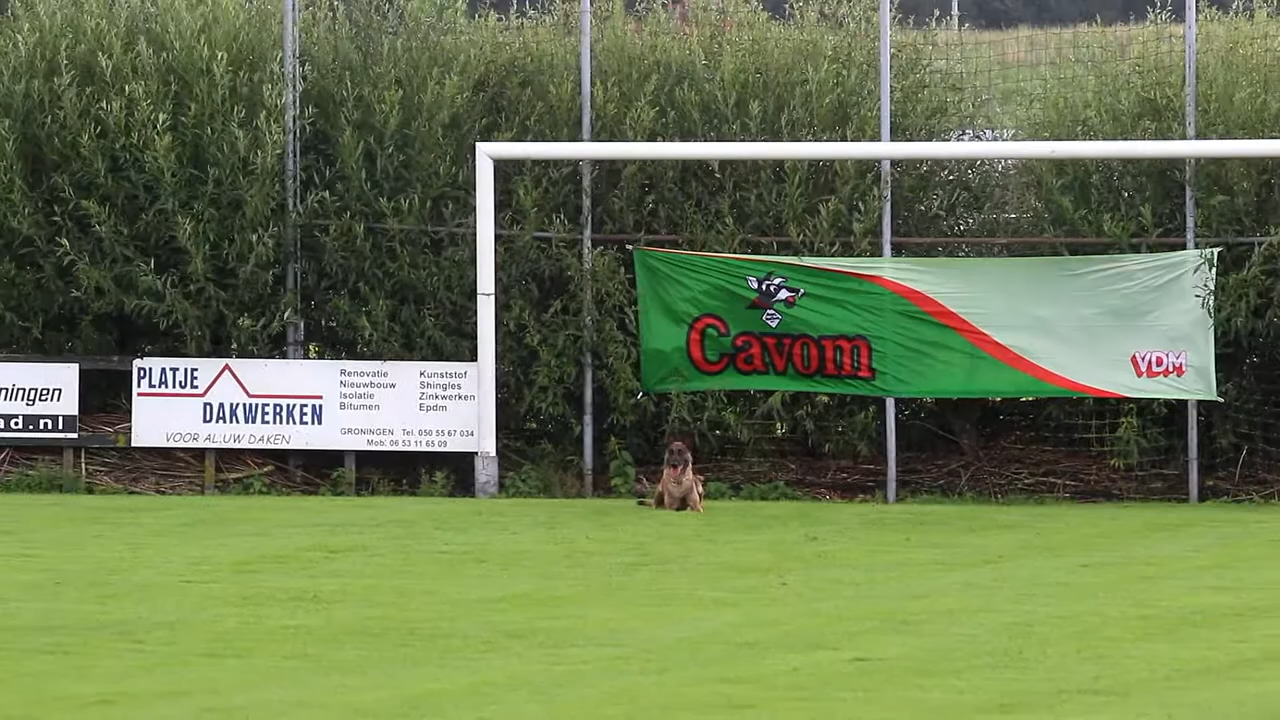 ningen
ad.nl
PLATJE
DAKWERKEN
VOOR AL UW DAKEN
Renovatie
Nieuwbouw
Isolatie
Bitumen
Kunststof
Shingles
Zinkwerken
Epdm
GRONINGEN Tel. 050 55 67 034
Mob: 06 53 11 65 09
Cavom
VDM